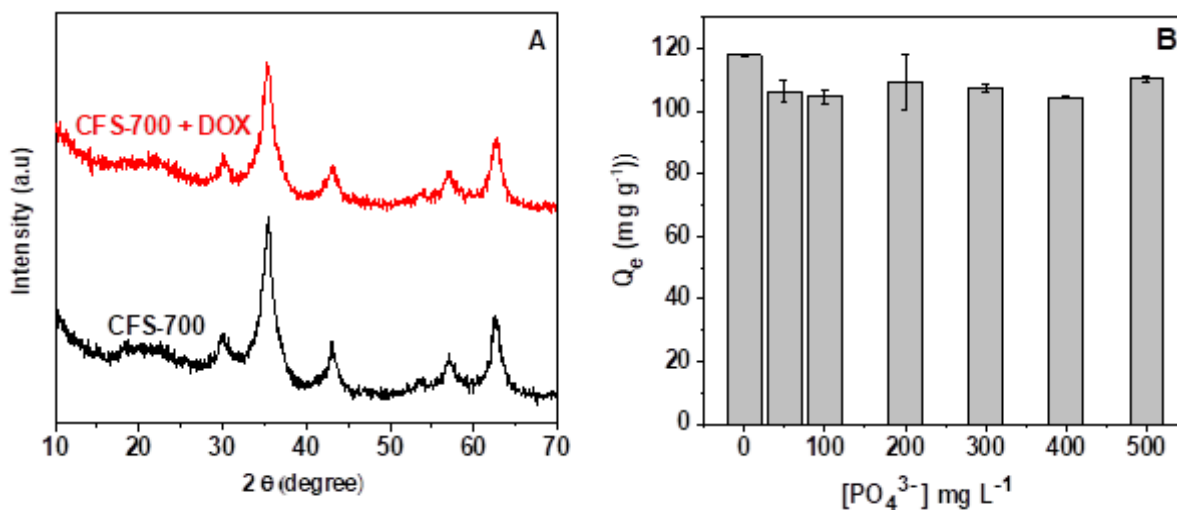 A
CFS-700 + DOX
CFS-700
Intensity (a.u)
10 20 30 40 50 60 70
2 θ (degree)
B
120
100
80
60
40
20
0
Qe (mg g⁻¹))
0 100 200 300 400 500
[PO₄³⁻] mg L⁻¹